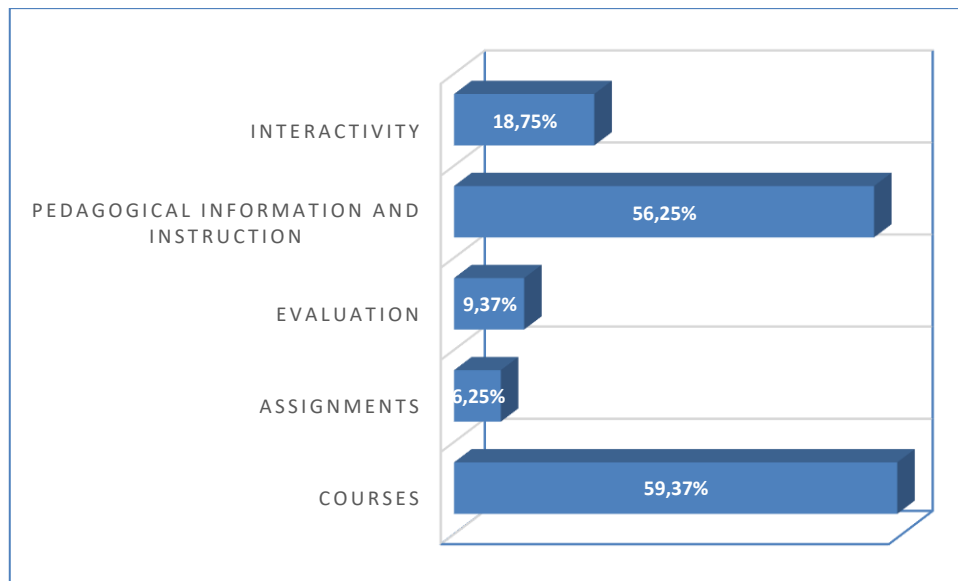 INTERACTIVITY
18,75%
PEDAGOGICAL INFORMATION AND
INSTRUCTION
56,25%
EVALUATION
9,37%
ASSIGNMENTS
6,25%
COURSES
59,37%